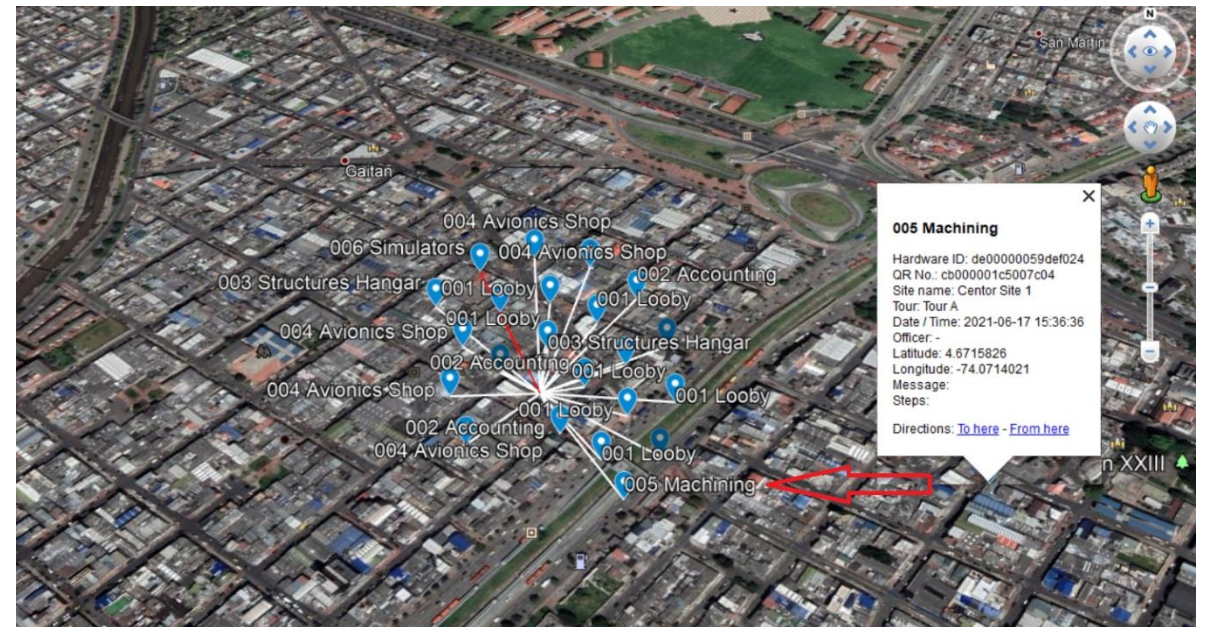 N
San Martin
Gaitan
004 Avionics Shop
006 Simulators
004 Avionics Shop
002 Accounting
003 Structures Hangar
001 Looby
001 Looby
001 Looby
004 Avionics Shop
003 Structures Hangar
002 Accounting
001 Looby
004 Avionics Shop
001 Looby
001 Looby
002 Accounting
004 Avionics Shop
001 Looby
005 Machining
n XXIII
005 Machining
Hardware ID: de00000059def024
QR No.: cb000001c5007c04
Site name: Centor Site 1
Tour: Tour A
Date / Time: 2021-06-17 15:36:36
Officer: -
Latitude: 4.6715826
Longitude: -74.0714021
Message:
Steps:
Directions: To here - From here